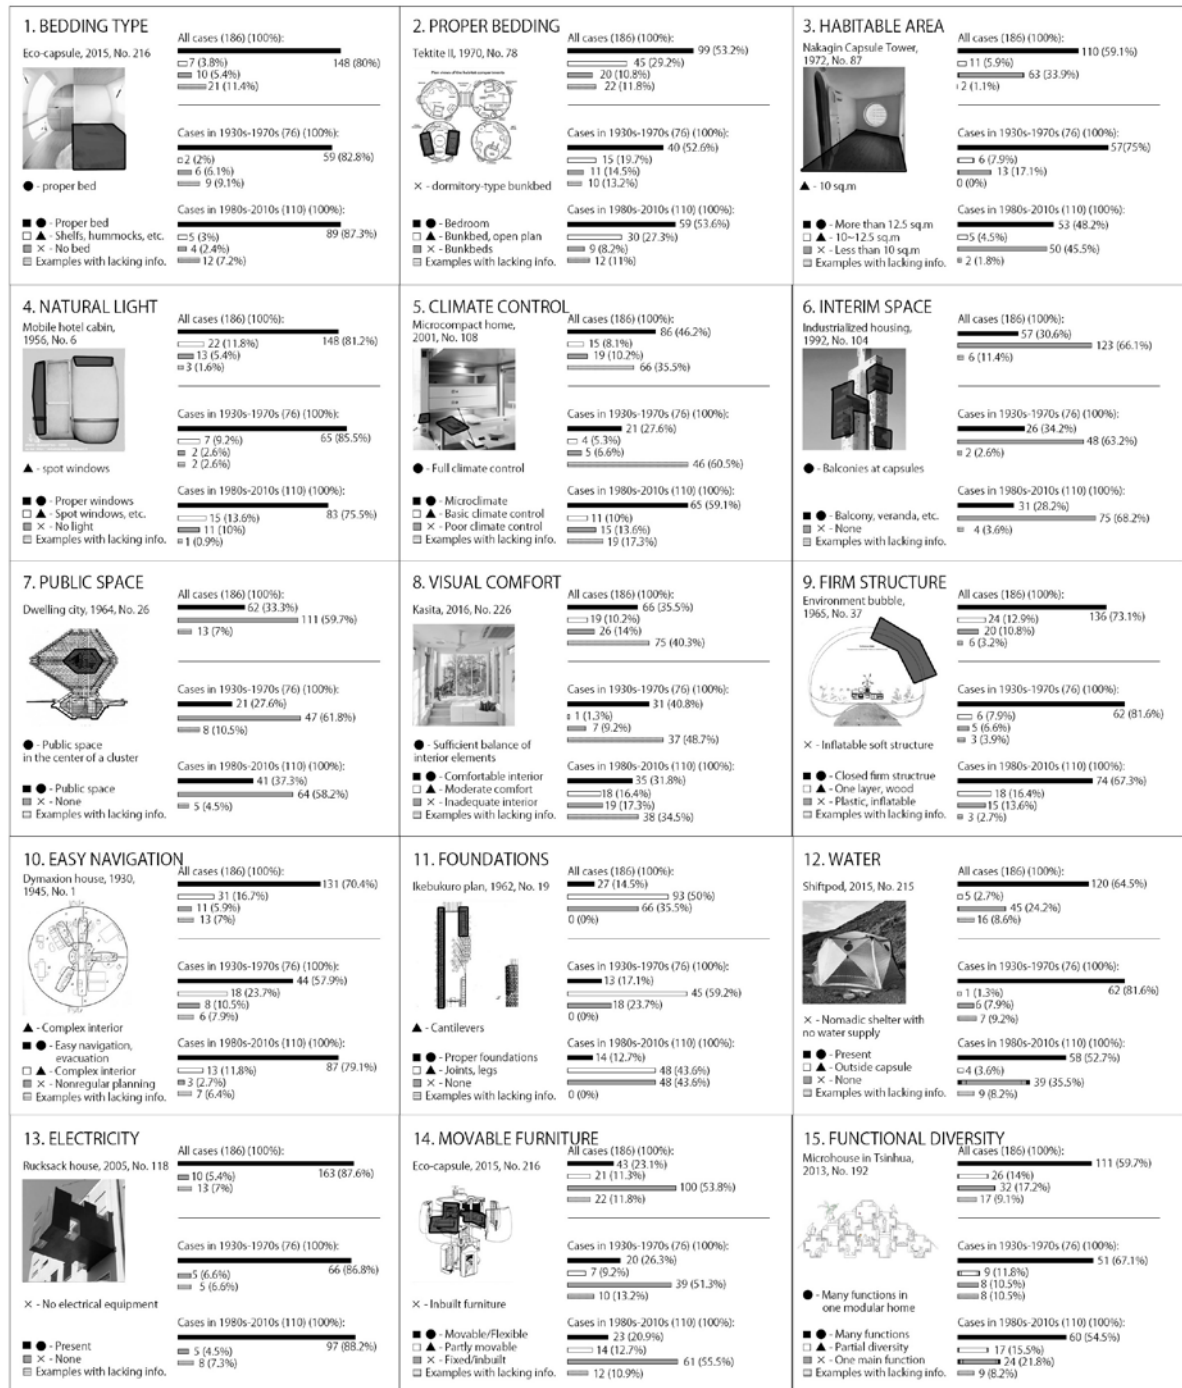 1. BEDDING TYPE
Eco-capsule, 2015, No. 216
All cases (186) (100%):
148 (80%)
7 (3.8%)
10 (5.4%)
21 (11.4%)
Cases in 1930s-1970s (76) (100%):
59 (82.8%)
2 (2%)
6 (6.1%)
9 (9.1%)
● - proper bed
Cases in 1980s-2010s (110) (100%):
89 (87.3%)
5 (3%)
4 (2.4%)
12 (7.2%)
■ ● - Proper bed
□ ▲ - Shelfs, hummocks, etc.
✕ - No bed
Examples with lacking info.
2. PROPER BEDDING
Tektite II, 1970, No. 78
All cases (186) (100%):
99 (53.2%)
45 (29.2%)
20 (10.8%)
22 (11.8%)
Cases in 1930s-1970s (76) (100%):
40 (52.6%)
15 (19.7%)
11 (14.5%)
10 (13.2%)
✕ - dormitory-type bunkbed
Cases in 1980s-2010s (110) (100%):
59 (53.6%)
30 (27.3%)
9 (8.2%)
12 (11%)
■ ● - Bedroom
□ ▲ - Bunkbed, open plan
✕ - Bunkbeds
Examples with lacking info.
3. HABITABLE AREA
Nakagin Capsule Tower,
1972, No. 87
All cases (186) (100%):
110 (59.1%)
11 (5.9%)
63 (33.9%)
2 (1.1%)
Cases in 1930s-1970s (76) (100%):
57(75%)
6 (7.9%)
13 (17.1%)
0 (0%)
▲ - 10 sq.m
Cases in 1980s-2010s (110) (100%):
53 (48.2%)
5 (4.5%)
50 (45.5%)
2 (1.8%)
■ ● - More than 12.5 sq.m
□ ▲ - 10~12.5 sq.m
✕ - Less than 10 sq.m
Examples with lacking info.
4. NATURAL LIGHT
Mobile hotel cabin,
1956, No. 6
All cases (186) (100%):
148 (81.2%)
22 (11.8%)
13 (5.4%)
3 (1.6%)
Cases in 1930s-1970s (76) (100%):
65 (85.5%)
7 (9.2%)
2 (2.6%)
2 (2.6%)
▲ - spot windows
Cases in 1980s-2010s (110) (100%):
83 (75.5%)
15 (13.6%)
11 (10%)
1 (0.9%)
■ ● - Proper windows
□ ▲ - Spot windows, etc.
✕ - No light
Examples with lacking info.
5. CLIMATE CONTROL
Microcompact home,
2001, No. 108
All cases (186) (100%):
86 (46.2%)
15 (8.1%)
19 (10.2%)
66 (35.5%)
Cases in 1930s-1970s (76) (100%):
21 (27.6%)
4 (5.3%)
5 (6.6%)
46 (60.5%)
● - Full climate control
Cases in 1980s-2010s (110) (100%):
65 (59.1%)
11 (10%)
15 (13.6%)
19 (17.3%)
■ ● - Microclimate
□ ▲ - Basic climate control
✕ - Poor climate control
Examples with lacking info.
6. INTERIM SPACE
Industrialized housing,
1992, No. 104
All cases (186) (100%):
57 (30.6%)
123 (66.1%)
6 (11.4%)
Cases in 1930s-1970s (76) (100%):
26 (34.2%)
48 (63.2%)
2 (2.6%)
● - Balconies at capsules
Cases in 1980s-2010s (110) (100%):
31 (28.2%)
75 (68.2%)
4 (3.6%)
■ ● - Balcony, veranda, etc.
✕ - None
Examples with lacking info.
7. PUBLIC SPACE
Dwelling city, 1964, No. 26
All cases (186) (100%):
62 (33.3%)
111 (59.7%)
13 (7%)
Cases in 1930s-1970s (76) (100%):
21 (27.6%)
47 (61.8%)
8 (10.5%)
● - Public space
in the center of a cluster
Cases in 1980s-2010s (110) (100%):
41 (37.3%)
64 (58.2%)
5 (4.5%)
■ ● - Public space
✕ - None
Examples with lacking info.
8. VISUAL COMFORT
Kasita, 2016, No. 226
All cases (186) (100%):
66 (35.5%)
19 (10.2%)
26 (14%)
75 (40.3%)
Cases in 1930s-1970s (76) (100%):
31 (40.8%)
1 (1.3%)
7 (9.2%)
37 (48.7%)
● - Sufficient balance of
interior elements
Cases in 1980s-2010s (110) (100%):
35 (31.8%)
18 (16.4%)
19 (17.3%)
38 (34.5%)
■ ● - Comfortable interior
□ ▲ - Moderate comfort
✕ - Inadequate interior
Examples with lacking info.
9. FIRM STRUCTURE
Environment bubble,
1965, No. 37
All cases (186) (100%):
136 (73.1%)
24 (12.9%)
20 (10.8%)
6 (3.2%)
Cases in 1930s-1970s (76) (100%):
62 (81.6%)
6 (7.9%)
5 (6.6%)
3 (3.9%)
✕ - Inflatable soft structure
Cases in 1980s-2010s (110) (100%):
74 (67.3%)
18 (16.4%)
15 (13.6%)
3 (2.7%)
■ ● - Closed firm structrue
□ ▲ - One layer, wood
✕ - Plastic, inflatable
Examples with lacking info.
10. EASY NAVIGATION
Dymaxion house, 1930,
1945, No. 1
All cases (186) (100%):
131 (70.4%)
31 (16.7%)
11 (5.9%)
13 (7%)
Cases in 1930s-1970s (76) (100%):
44 (57.9%)
18 (23.7%)
8 (10.5%)
6 (7.9%)
▲ - Complex interior
Cases in 1980s-2010s (110) (100%):
87 (79.1%)
13 (11.8%)
3 (2.7%)
7 (6.4%)
■ ● - Easy navigation,
evacuation
□ ▲ - Complex interior
✕ - Nonregular planning
Examples with lacking info.
11. FOUNDATIONS
Ikebukuro plan, 1962, No. 19
All cases (186) (100%):
27 (14.5%)
93 (50%)
66 (35.5%)
0 (0%)
Cases in 1930s-1970s (76) (100%):
13 (17.1%)
45 (59.2%)
18 (23.7%)
0 (0%)
▲ - Cantilevers
Cases in 1980s-2010s (110) (100%):
14 (12.7%)
48 (43.6%)
48 (43.6%)
0 (0%)
■ ● - Proper foundations
□ ▲ - Joints, legs
✕ - None
Examples with lacking info.
12. WATER
Shiftpod, 2015, No. 215
All cases (186) (100%):
120 (64.5%)
5 (2.7%)
45 (24.2%)
16 (8.6%)
Cases in 1930s-1970s (76) (100%):
62 (81.6%)
1 (1.3%)
6 (7.9%)
7 (9.2%)
✕ - Nomadic shelter with
no water supply
Cases in 1980s-2010s (110) (100%):
58 (52.7%)
4 (3.6%)
39 (35.5%)
9 (8.2%)
■ ● - Present
□ ▲ - Outside capsule
✕ - None
Examples with lacking info.
13. ELECTRICITY
Rucksack house, 2005, No. 118
All cases (186) (100%):
163 (87.6%)
10 (5.4%)
13 (7%)
Cases in 1930s-1970s (76) (100%):
66 (86.8%)
5 (6.6%)
5 (6.6%)
✕ - No electrical equipment
Cases in 1980s-2010s (110) (100%):
97 (88.2%)
5 (4.5%)
8 (7.3%)
■ ● - Present
✕ - None
Examples with lacking info.
14. MOVABLE FURNITURE
Eco-capsule, 2015, No. 216
All cases (186) (100%):
43 (23.1%)
21 (11.3%)
100 (53.8%)
22 (11.8%)
Cases in 1930s-1970s (76) (100%):
20 (26.3%)
7 (9.2%)
39 (51.3%)
10 (13.2%)
✕ - Inbuilt furniture
Cases in 1980s-2010s (110) (100%):
23 (20.9%)
14 (12.7%)
61 (55.5%)
12 (10.9%)
■ ● - Movable/Flexible
□ ▲ - Partly movable
✕ - Fixed/inbuilt
Examples with lacking info.
15. FUNCTIONAL DIVERSITY
Microhouse in Tsinhua,
2013, No. 192
All cases (186) (100%):
111 (59.7%)
26 (14%)
32 (17.2%)
17 (9.1%)
Cases in 1930s-1970s (76) (100%):
51 (67.1%)
9 (11.8%)
8 (10.5%)
8 (10.5%)
● - Many functions in
one modular home
Cases in 1980s-2010s (110) (100%):
60 (54.5%)
17 (15.5%)
24 (21.8%)
9 (8.2%)
■ ● - Many functions
□ ▲ - Partial diversity
✕ - One main function
Examples with lacking info.